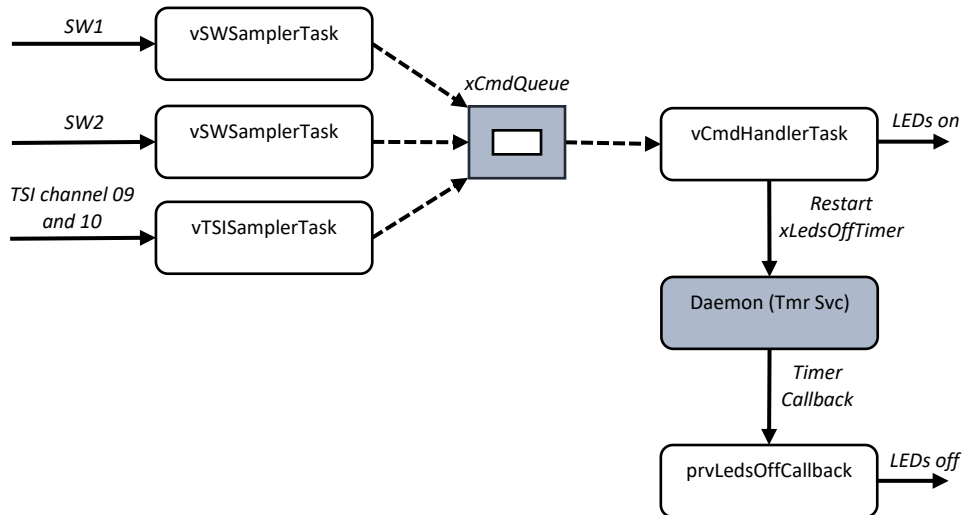 SW1
vSWSamplerTask
xCmdQueue
SW2
vSWSamplerTask
vCmdHandlerTask
LEDs on
TSI channel 09
and 10
vTSISamplerTask
Restart
xLedsOffTimer
Daemon (Tmr Svc)
Timer
Callback
prvLedsOffCallback
LEDs off